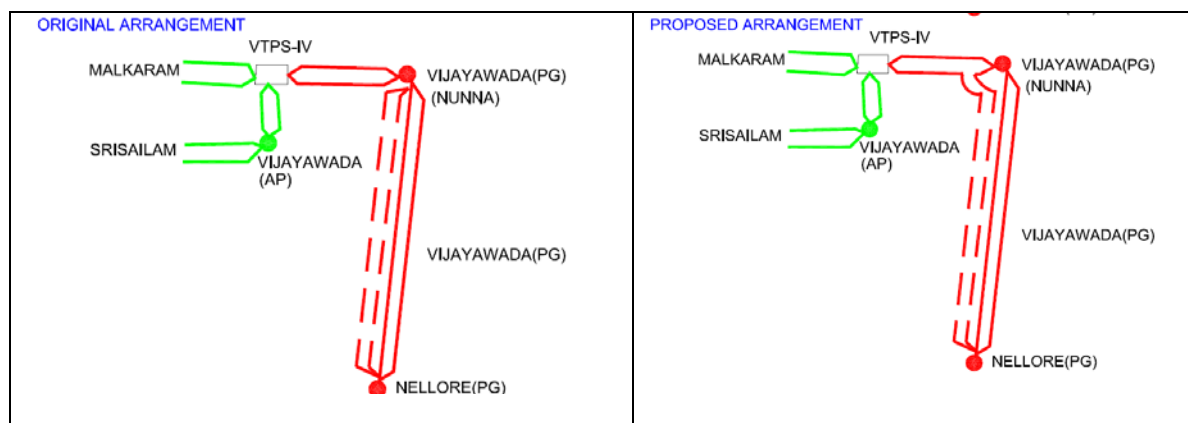 ORIGINAL ARRANGEMENT
VTPS-IV
MALKARAM
VIJAYAWADA(PG)
(NUNNA)
SRISAILAM
VIJAYAWADA
(AP)
VIJAYAWADA(PG)
NELLORE(PG)
PROPOSED ARRANGEMENT
VTPS-IV
MALKARAM
VIJAYAWADA(PG)
(NUNNA)
SRISAILAM
VIJAYAWADA
(AP)
VIJAYAWADA(PG)
NELLORE(PG)